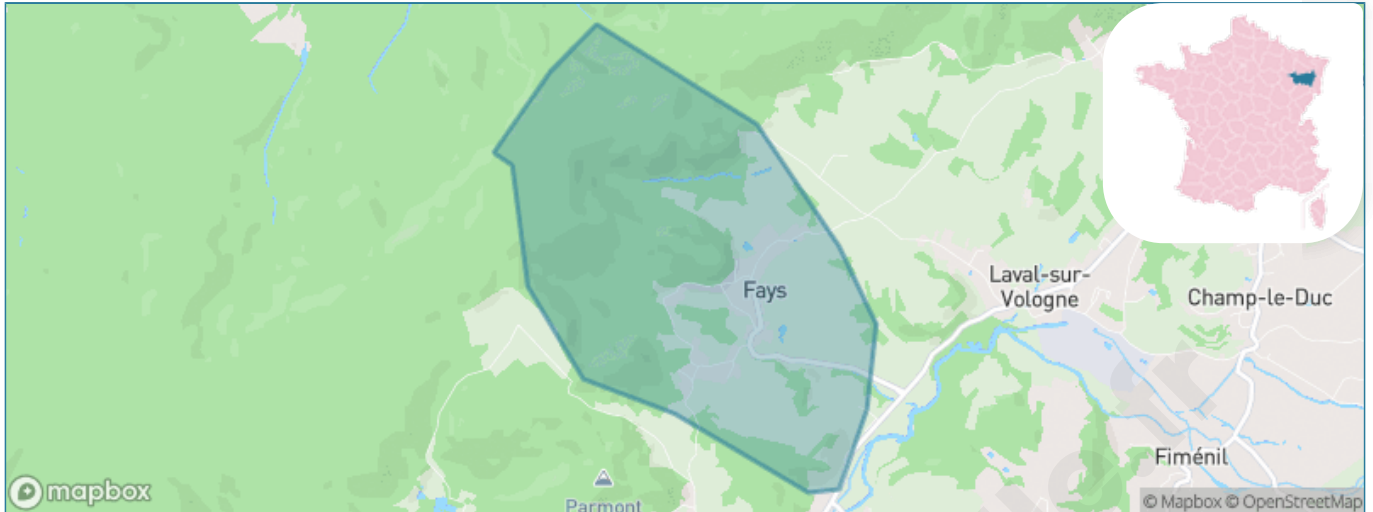 Laval-sur-
Vologne
Champ-le-Duc
Fays
Fiménil
Parmont
mapbox
© Mapbox © OpenStreetMap